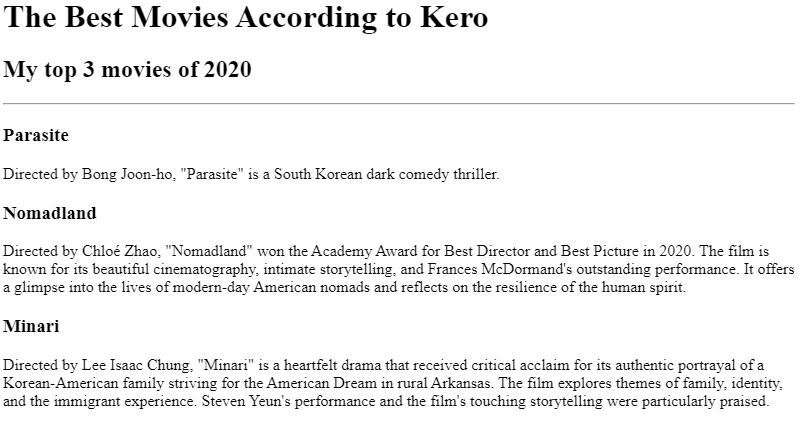 The Best Movies According to Kero
My top 3 movies of 2020
Parasite
Directed by Bong Joon-ho, "Parasite" is a South Korean dark comedy thriller.
Nomadland
Directed by Chloé Zhao, "Nomadland" won the Academy Award for Best Director and Best Picture in 2020. The film is
known for its beautiful cinematography, intimate storytelling, and Frances McDormand's outstanding performance. It offers
a glimpse into the lives of modern-day American nomads and reflects on the resilience of the human spirit.
Minari
Directed by Lee Isaac Chung, "Minari" is a heartfelt drama that received critical acclaim for its authentic portrayal of a
Korean-American family striving for the American Dream in rural Arkansas. The film explores themes of family, identity,
and the immigrant experience. Steven Yeun's performance and the film's touching storytelling were particularly praised.